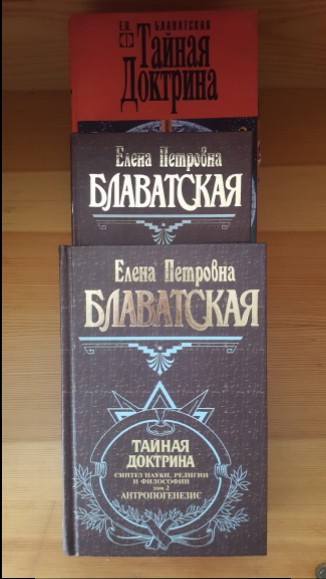 Е.П. БЛАВАТСКАЯ
Тайная
Доктрина
Елена Петровна
БЛАВАТСКАЯ
Елена Петровна
БЛАВАТСКАЯ
ТАЙНАЯ
ДОКТРИНА
СИНТЕЗ НАУКИ, РЕЛИГИИ
И ФИЛОСОФИИ
том 2
АНТРОПОГЕНЕЗИС